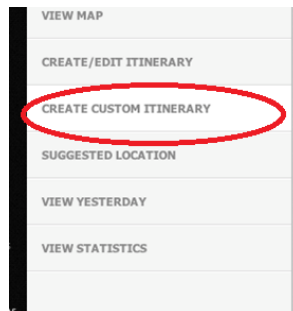 VIEW MAP
CREATE/EDIT ITINERARY
CREATE CUSTOM ITINERARY
SUGGESTED LOCATION
VIEW YESTERDAY
VIEW STATISTICS